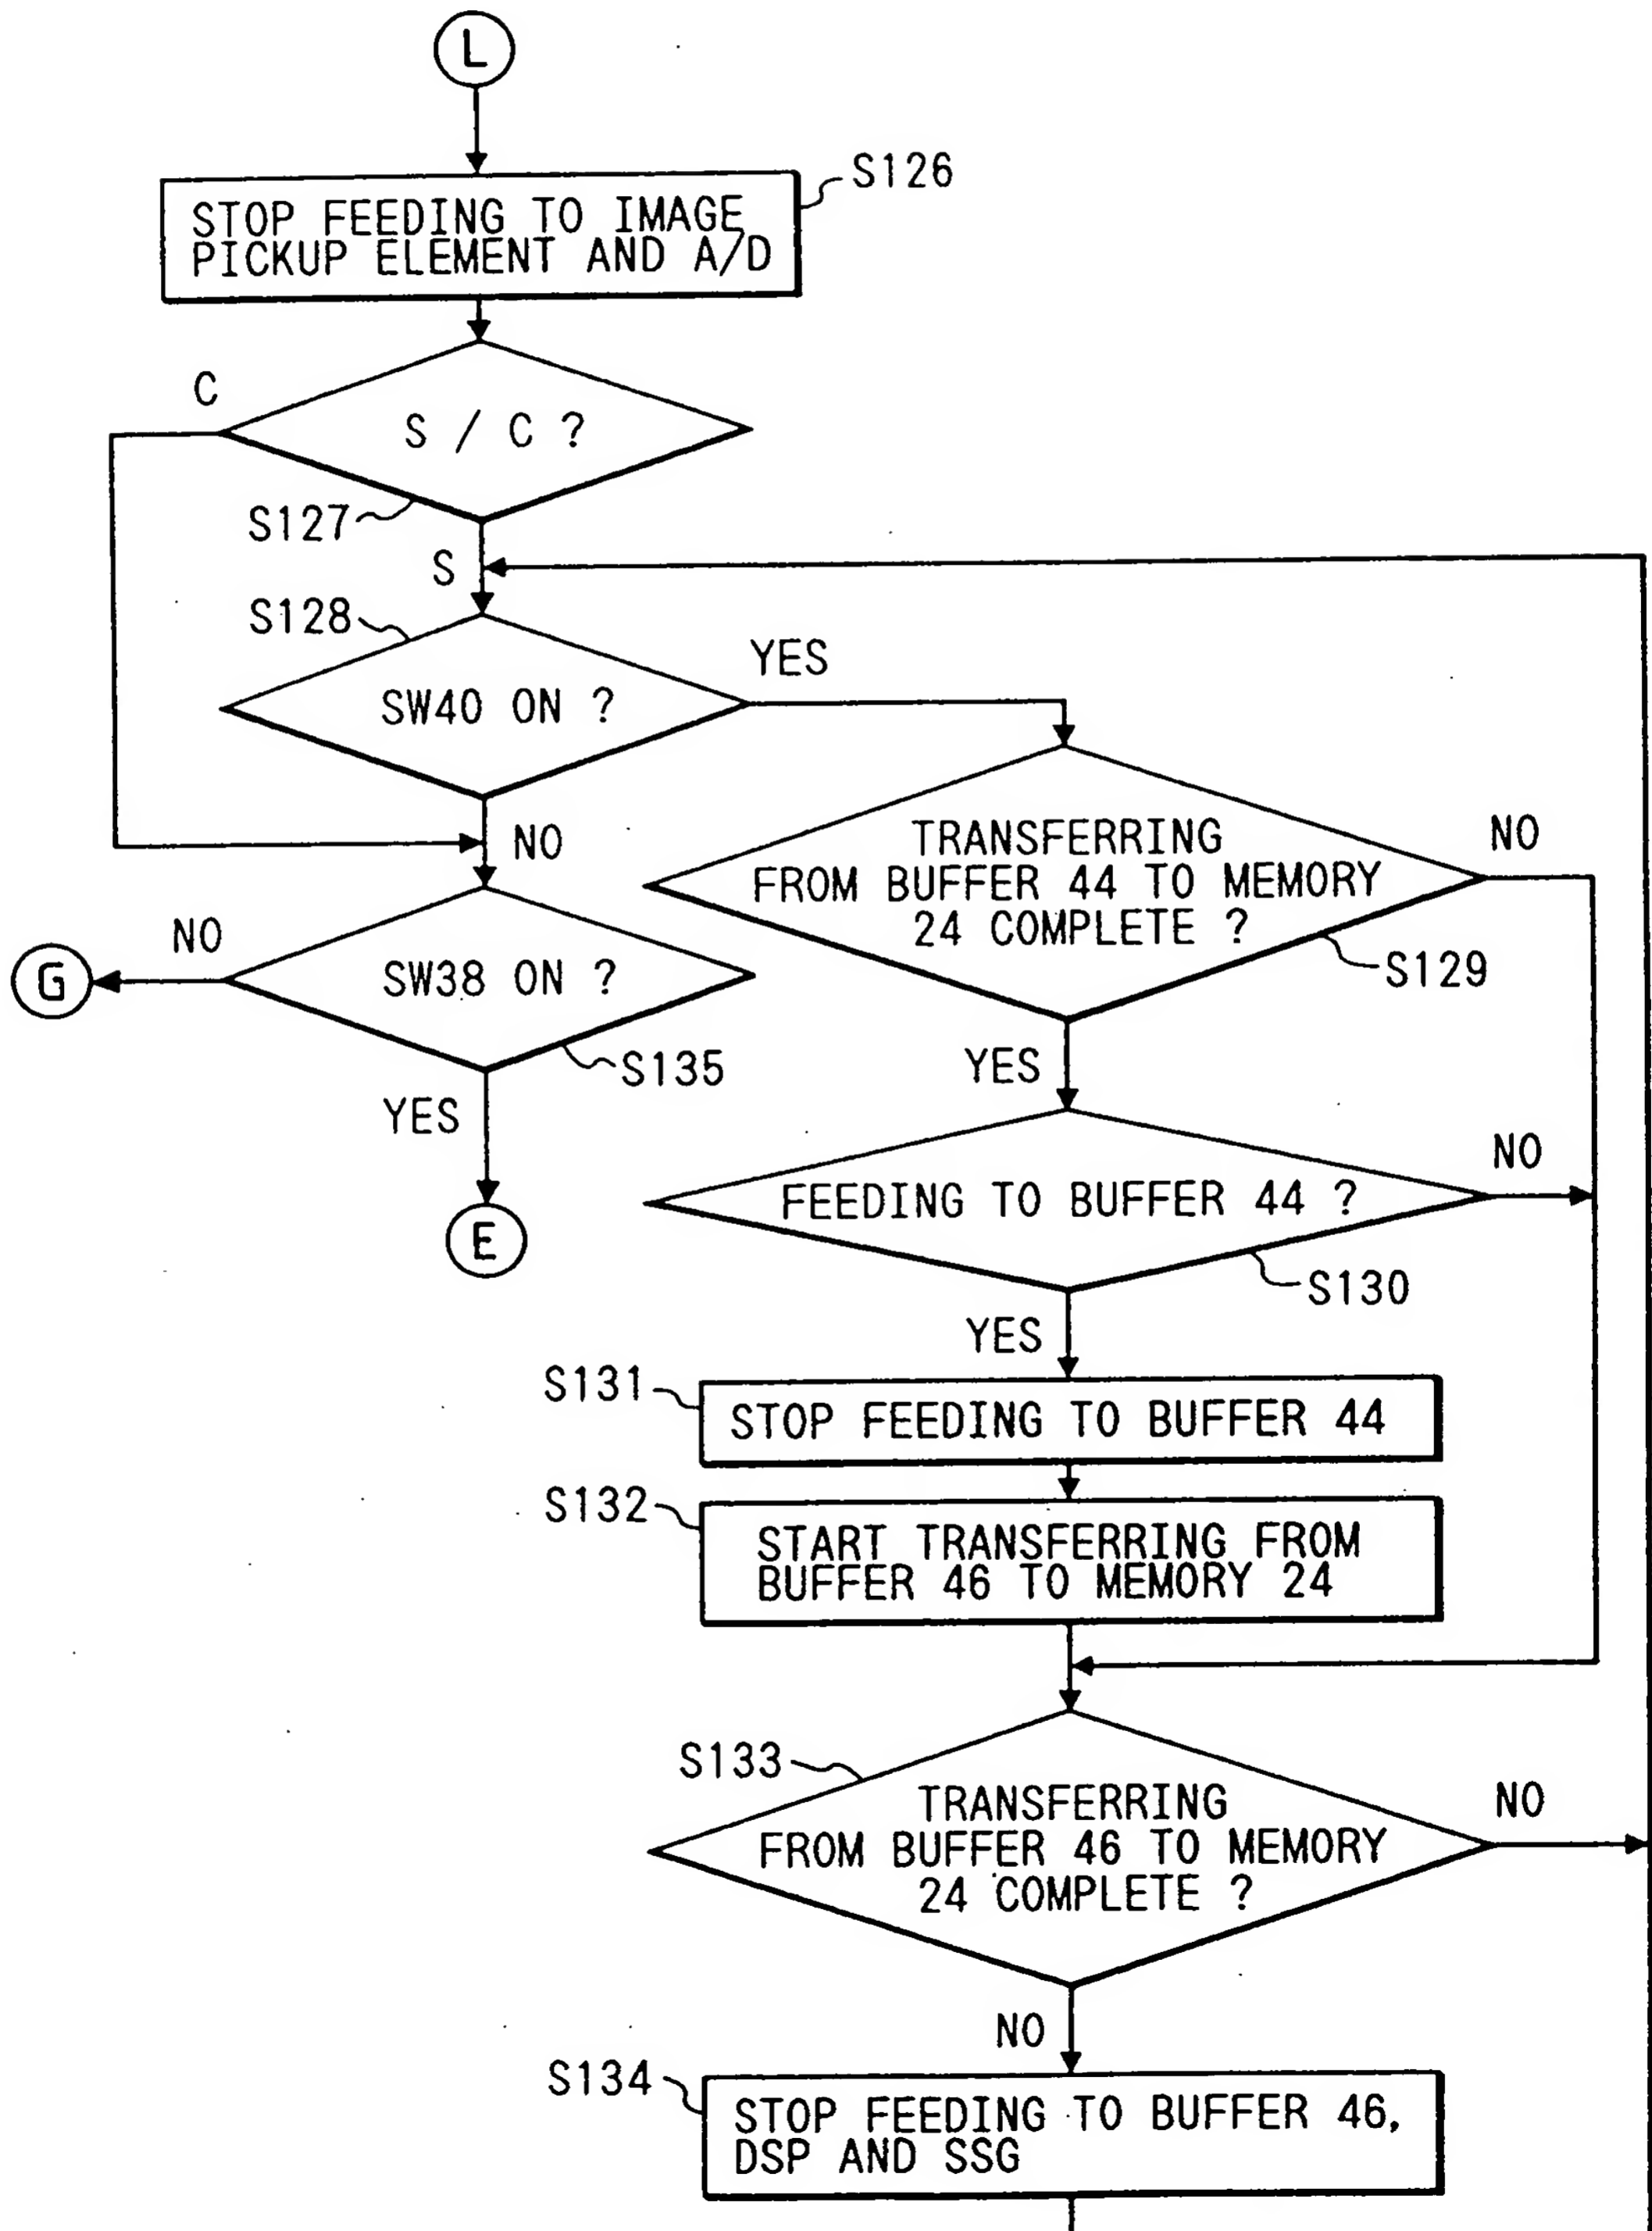 L
S126
STOP FEEDING TO IMAGE
PICKUP ELEMENT AND A/D
C
S / C ?
S127
S
S128
YES
SW40 ON ?
NO
TRANSFERRING
FROM BUFFER 44 TO MEMORY
24 COMPLETE ?
NO
S129
NO
G
SW38 ON ?
S135
YES
YES
E
NO
FEEDING TO BUFFER 44 ?
S130
YES
S131
STOP FEEDING TO BUFFER 44
S132
START TRANSFERRING FROM
BUFFER 46 TO MEMORY 24
S133
TRANSFERRING
FROM BUFFER 46 TO MEMORY
24 COMPLETE ?
NO
NO
S134
STOP FEEDING TO BUFFER 46,
DSP AND SSG